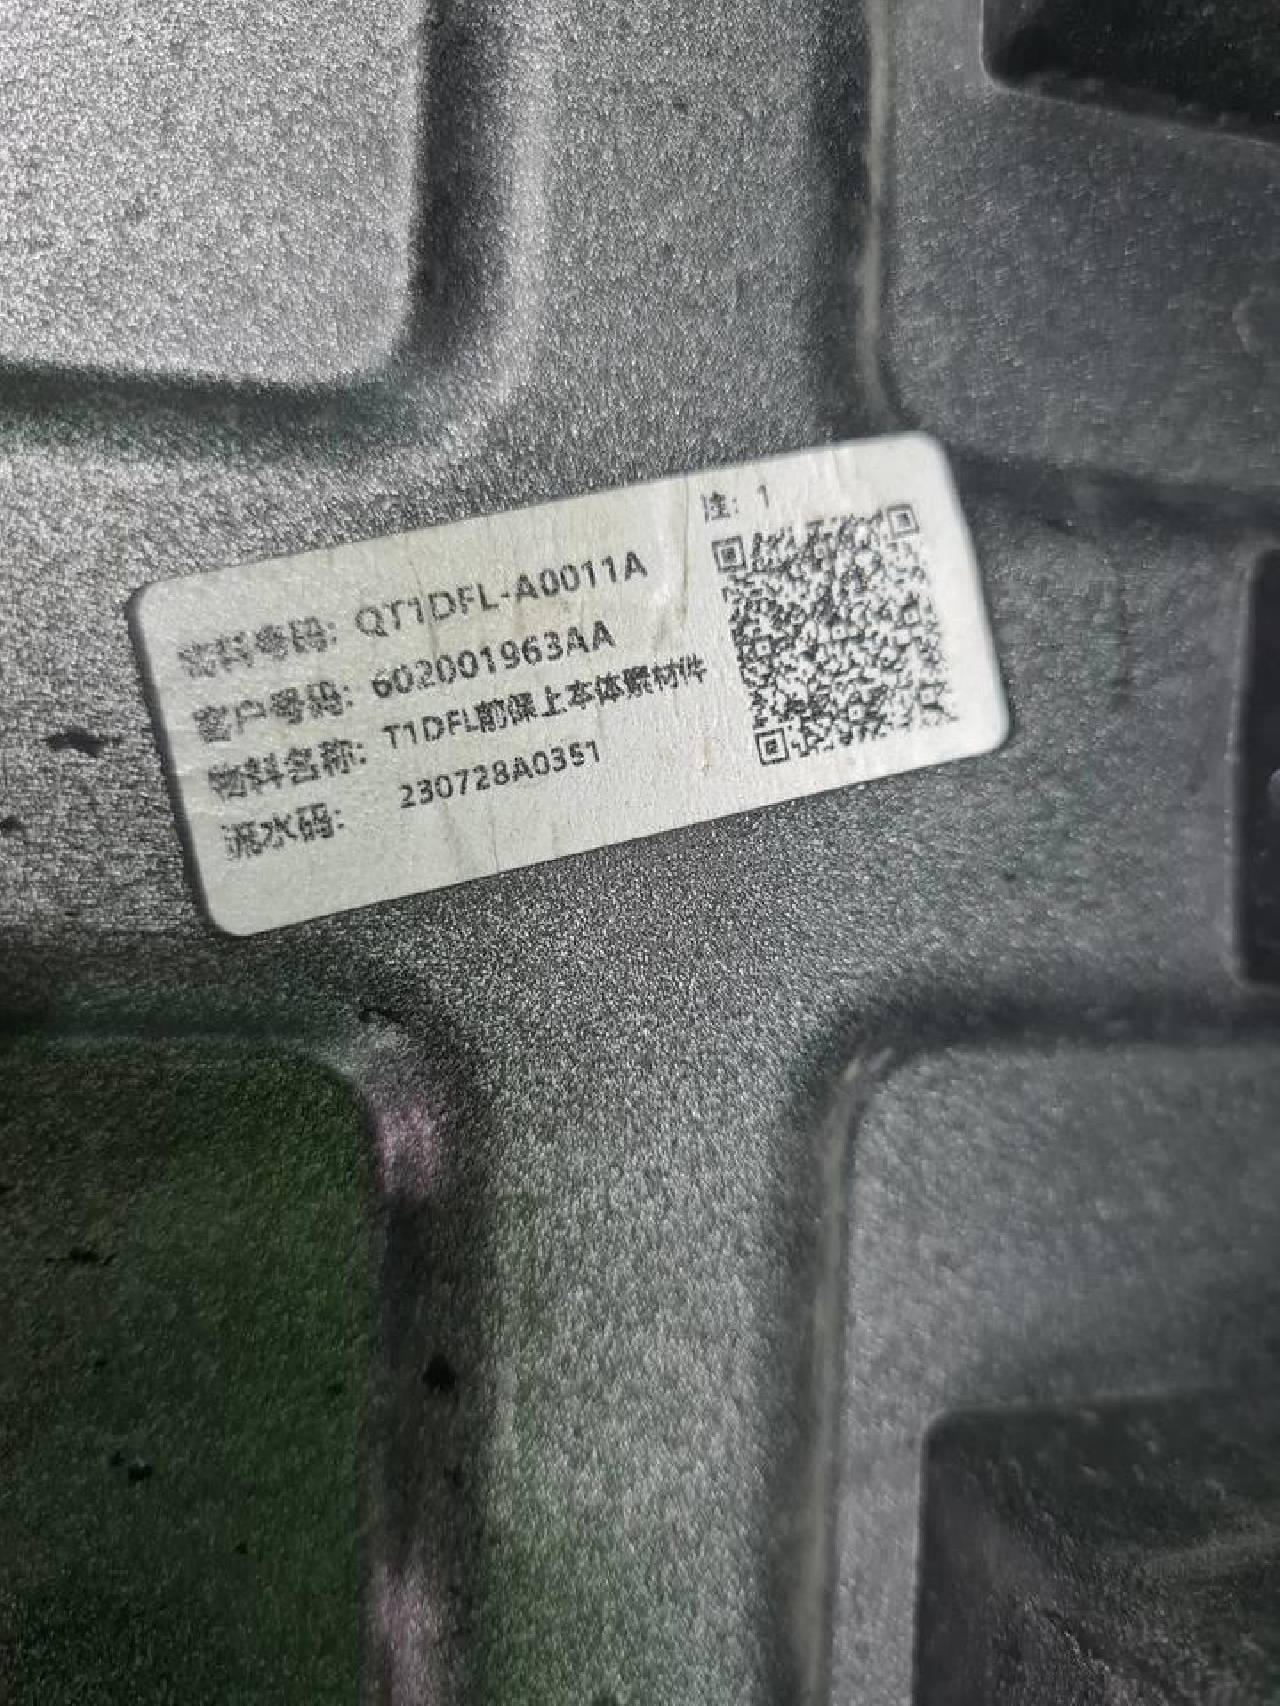 注: 1
物料号码: QT1DFL-A0011A
客户号码: 602001963AA
物料名称: T1DFL前保上本体素材件
流水码: 230728A0351